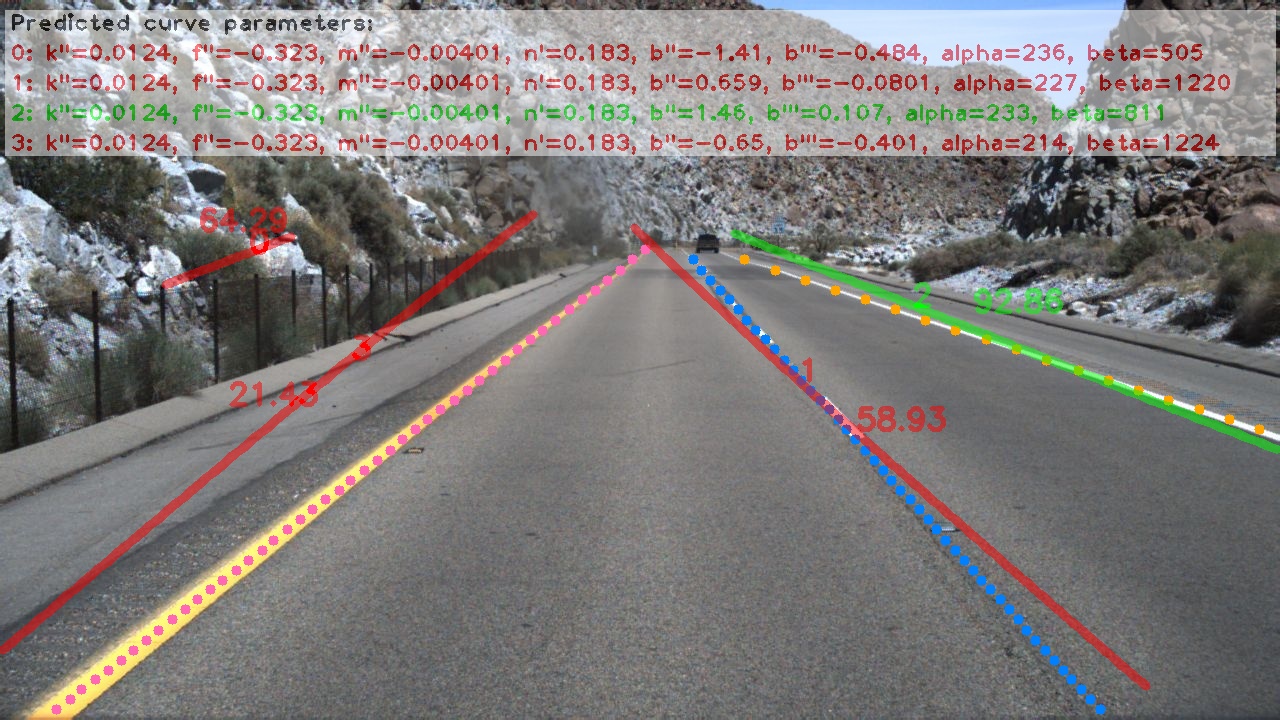 Predicted curve parameters:
0: k''=0.0124, f''=-0.323, m''=-0.00401, n'=0.183, b''=-1.41, b'''=-0.484, alpha=236, beta=505
1: k''=0.0124, f''=-0.323, m''=-0.00401, n'=0.183, b''=0.659, b'''=-0.0801, alpha=227, beta=1220
2: k''=0.0124, f''=-0.323, m''=-0.00401, n'=0.183, b''=1.46, b'''=0.107, alpha=233, beta=811
3: k''=0.0124, f''=-0.323, m''=-0.00401, n'=0.183, b''=-0.65, b'''=-0.401, alpha=214, beta=1224
64.29
0
2 92.86
3
1
21.43
58.93